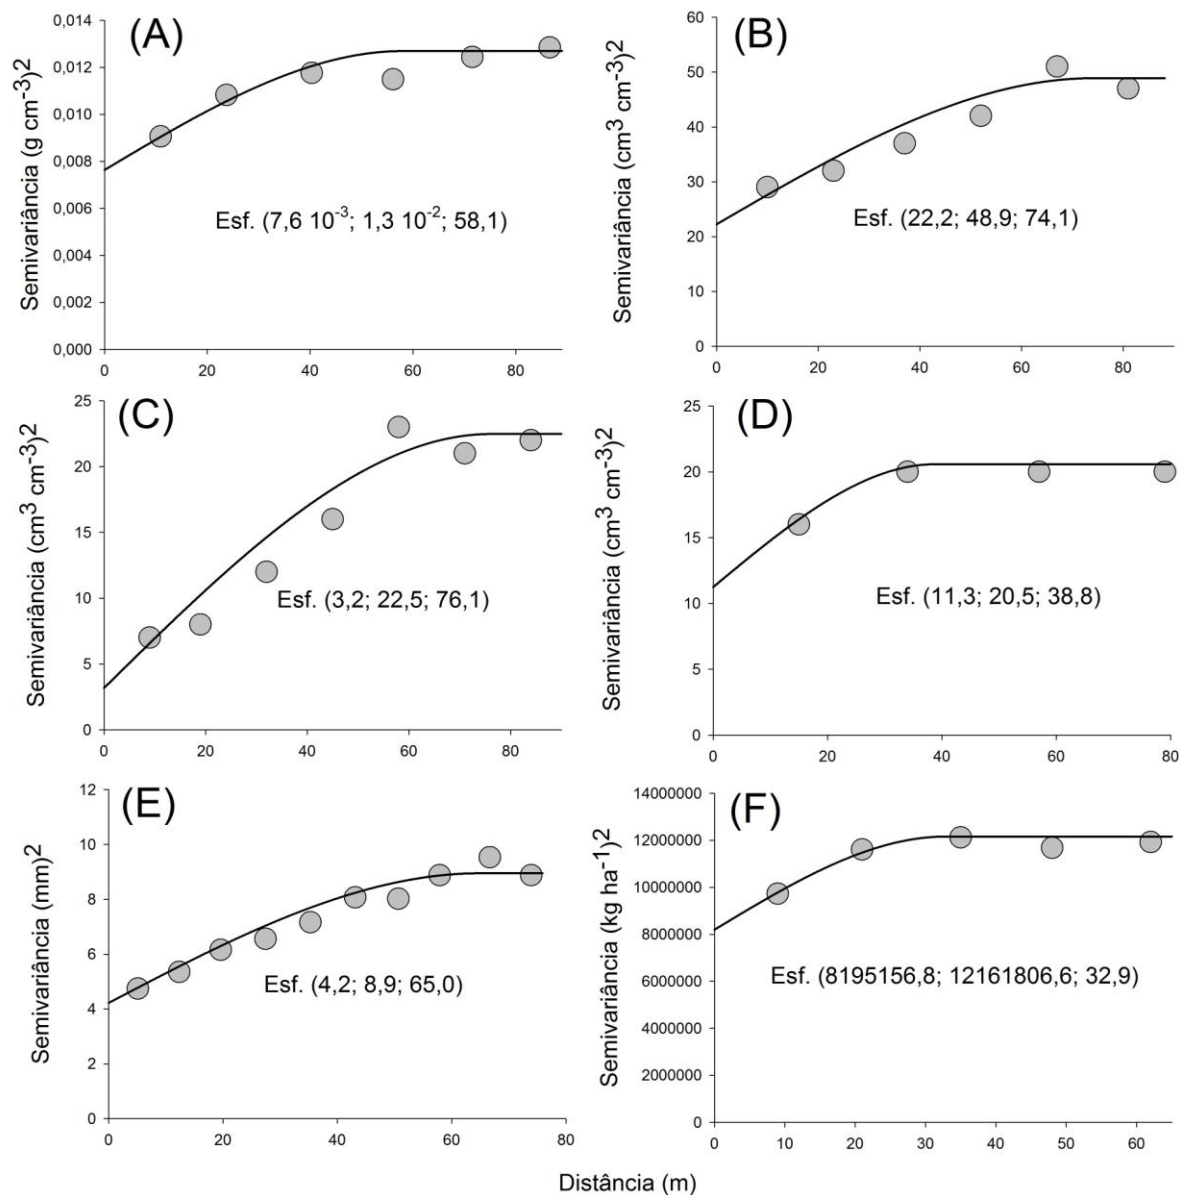 (A)
Semivariância (g cm⁻³)²
0,014
0,012
0,010
0,008
0,006
0,004
0,002
0,000
0 20 40 60 80
Esf. (7,6 10⁻³; 1,3 10⁻²; 58,1)
(B)
Semivariância (cm³ cm⁻³)²
60
50
40
30
20
10
0
0 20 40 60 80
Esf. (22,2; 48,9; 74,1)
(C)
Semivariância (cm³ cm⁻³)²
25
20
15
10
5
0
0 20 40 60 80
Esf. (3,2; 22,5; 76,1)
(D)
Semivariância (cm³ cm⁻³)²
25
20
15
10
5
0
0 20 40 60 80
Esf. (11,3; 20,5; 38,8)
(E)
Semivariância (mm)²
12
10
8
6
4
2
0
0 20 40 60 80
Esf. (4,2; 8,9; 65,0)
(F)
Semivariância (kg ha⁻¹)²
14000000
12000000
10000000
8000000
6000000
4000000
2000000
0
0 10 20 30 40 50 60
Esf. (8195156,8; 12161806,6; 32,9)
Distância (m)